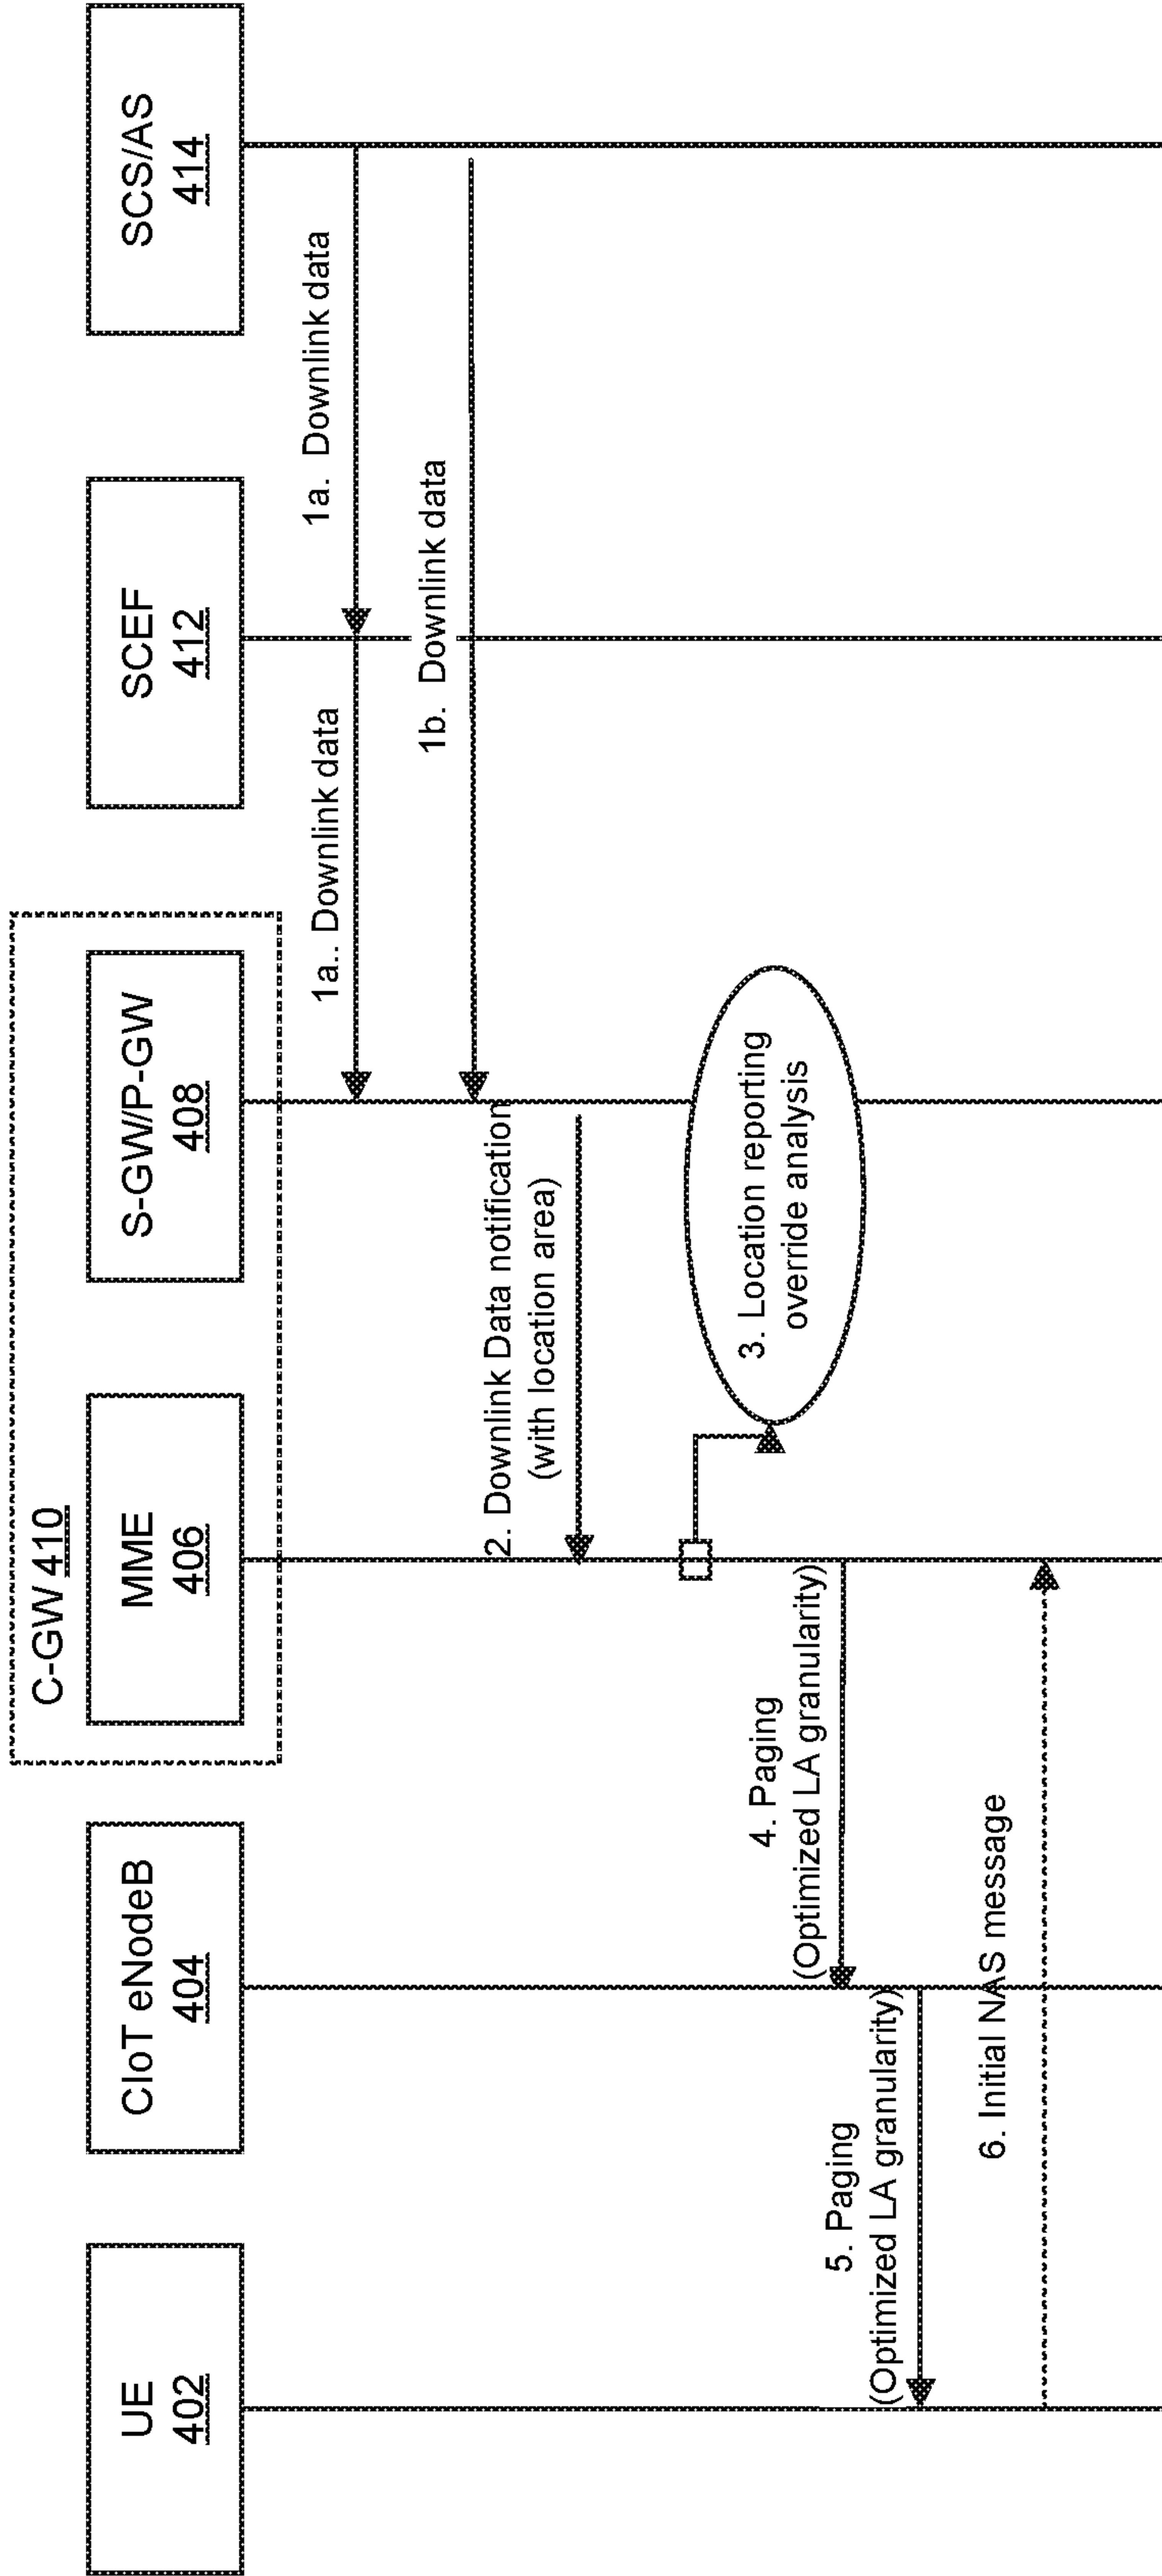 C-GW 410
UE
402
CIoT eNodeB
404
MME
406
S-GW/P-GW
408
SCEF
412
SCS/AS
414
1a.. Downlink data
1a. Downlink data
1b. Downlink data
2. Downlink Data notification
(with location area)
3. Location reporting
override analysis
4. Paging
(Optimized LA granularity)
5. Paging
(Optimized LA granularity)
6. Initial NAS message